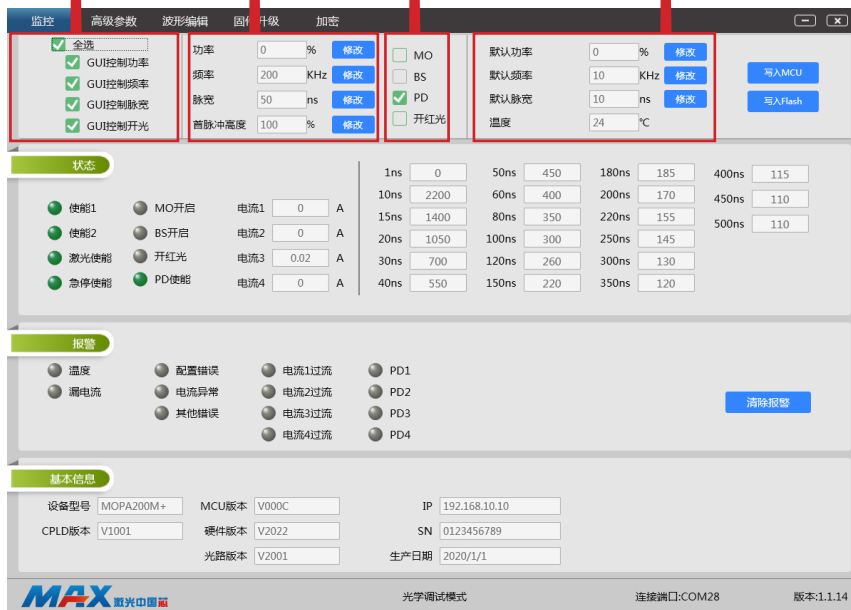 监控 高级参数 波形编辑 固件升级 加密
全选
GUI控制功率
GUI控制频率
GUI控制脉宽
GUI控制开光
功率 0 % 修改
频率 200 KHz 修改
脉宽 50 ns 修改
首脉冲高度 100 % 修改
MO
BS
PD
开红光
默认功率 0 % 修改
默认频率 10 KHz 修改
默认脉宽 10 ns 修改
温度 24 ℃
写入MCU
写入Flash
状态
使能1 MO开启 电流1 0 A
使能2 BS开启 电流2 0 A
激光使能 开红光 电流3 0.02 A
急停使能 PD使能 电流4 0 A
1ns 0 50ns 450 180ns 185 400ns 115
10ns 2200 60ns 400 200ns 170 450ns 110
15ns 1400 80ns 350 220ns 155 500ns 110
20ns 1050 100ns 300 250ns 145
30ns 700 120ns 260 300ns 130
40ns 550 150ns 220 350ns 120
报警
温度 配置错误 电流1过流 PD1
漏电流 电流异常 电流2过流 PD2
其他错误 电流3过流 PD3
电流4过流 PD4
清除报警
基本信息
设备型号 MOPA200M+ MCU版本 V000C IP 192.168.10.10
CPLD版本 V1001 硬件版本 V2022 SN 0123456789
光路版本 V2001 生产日期 2020/1/1
MAX 激光中国芯 光学调试模式 连接端口:COM28 版本:1.1.14